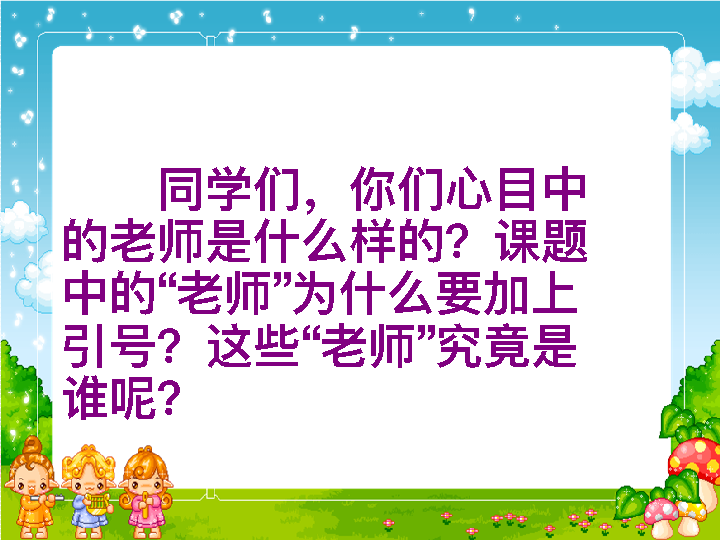 同学们，你们心目中
的老师是什么样的？课题
中的“老师”为什么要加上
引号？这些“老师”究竟是
谁呢？